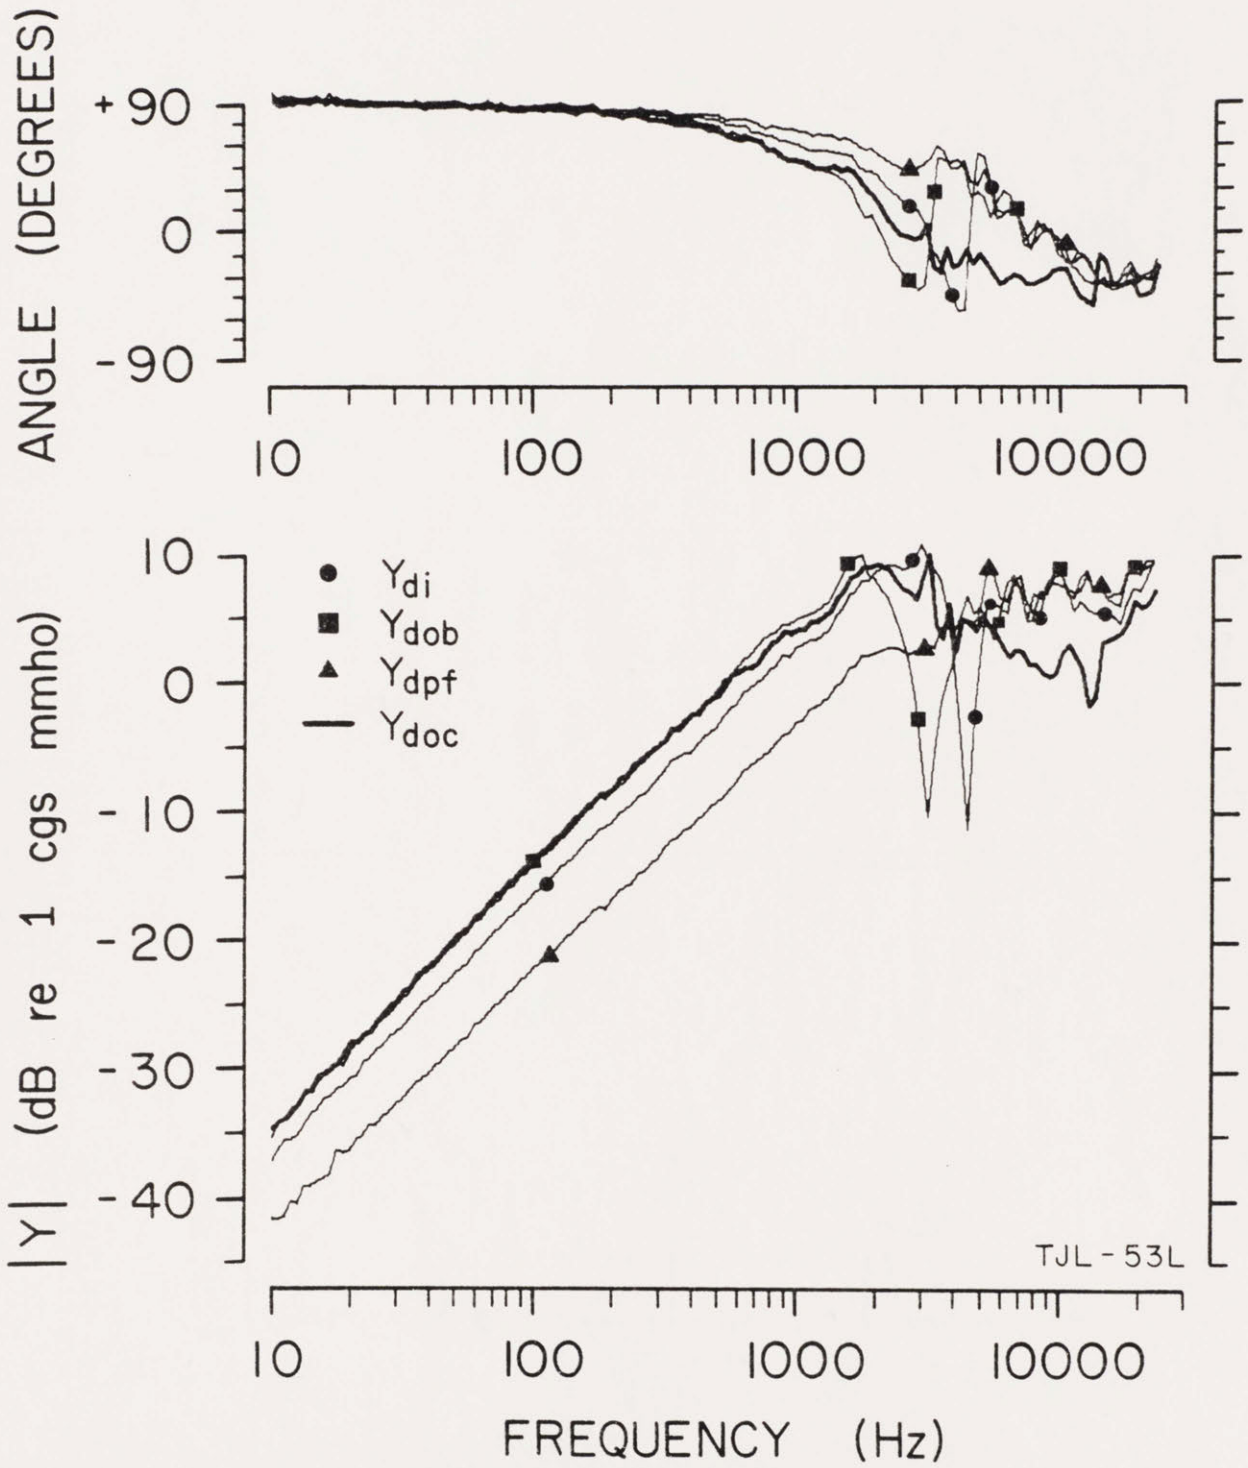 ANGLE (DEGREES)
+90
0
-90
10 100 1000 10000
|Y| (dB re 1 cgs mmho)
10
0
-10
-20
-30
-40
Ydi
Ydob
Ydpf
Ydoc
TJL-53L
10 100 1000 10000
FREQUENCY (Hz)